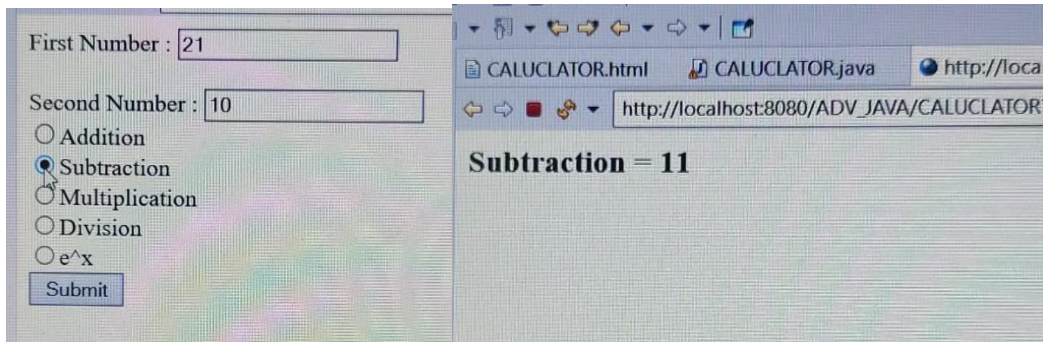 First Number : 21
Second Number : 10
Addition
Subtraction
Multiplication
Division
e^x
Submit
CALUCLATOR.html CALUCLATOR.java http://loca
http://localhost:8080/ADV_JAVA/CALUCLATOR
Subtraction = 11